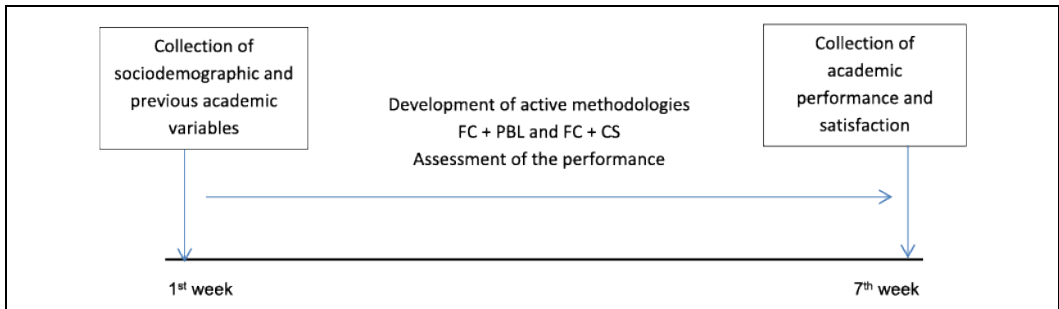 Collection of
sociodemographic and
previous academic
variables
Development of active methodologies
FC + PBL and FC + CS
Assessment of the performance
Collection of
academic
performance and
satisfaction
1st week
7th week